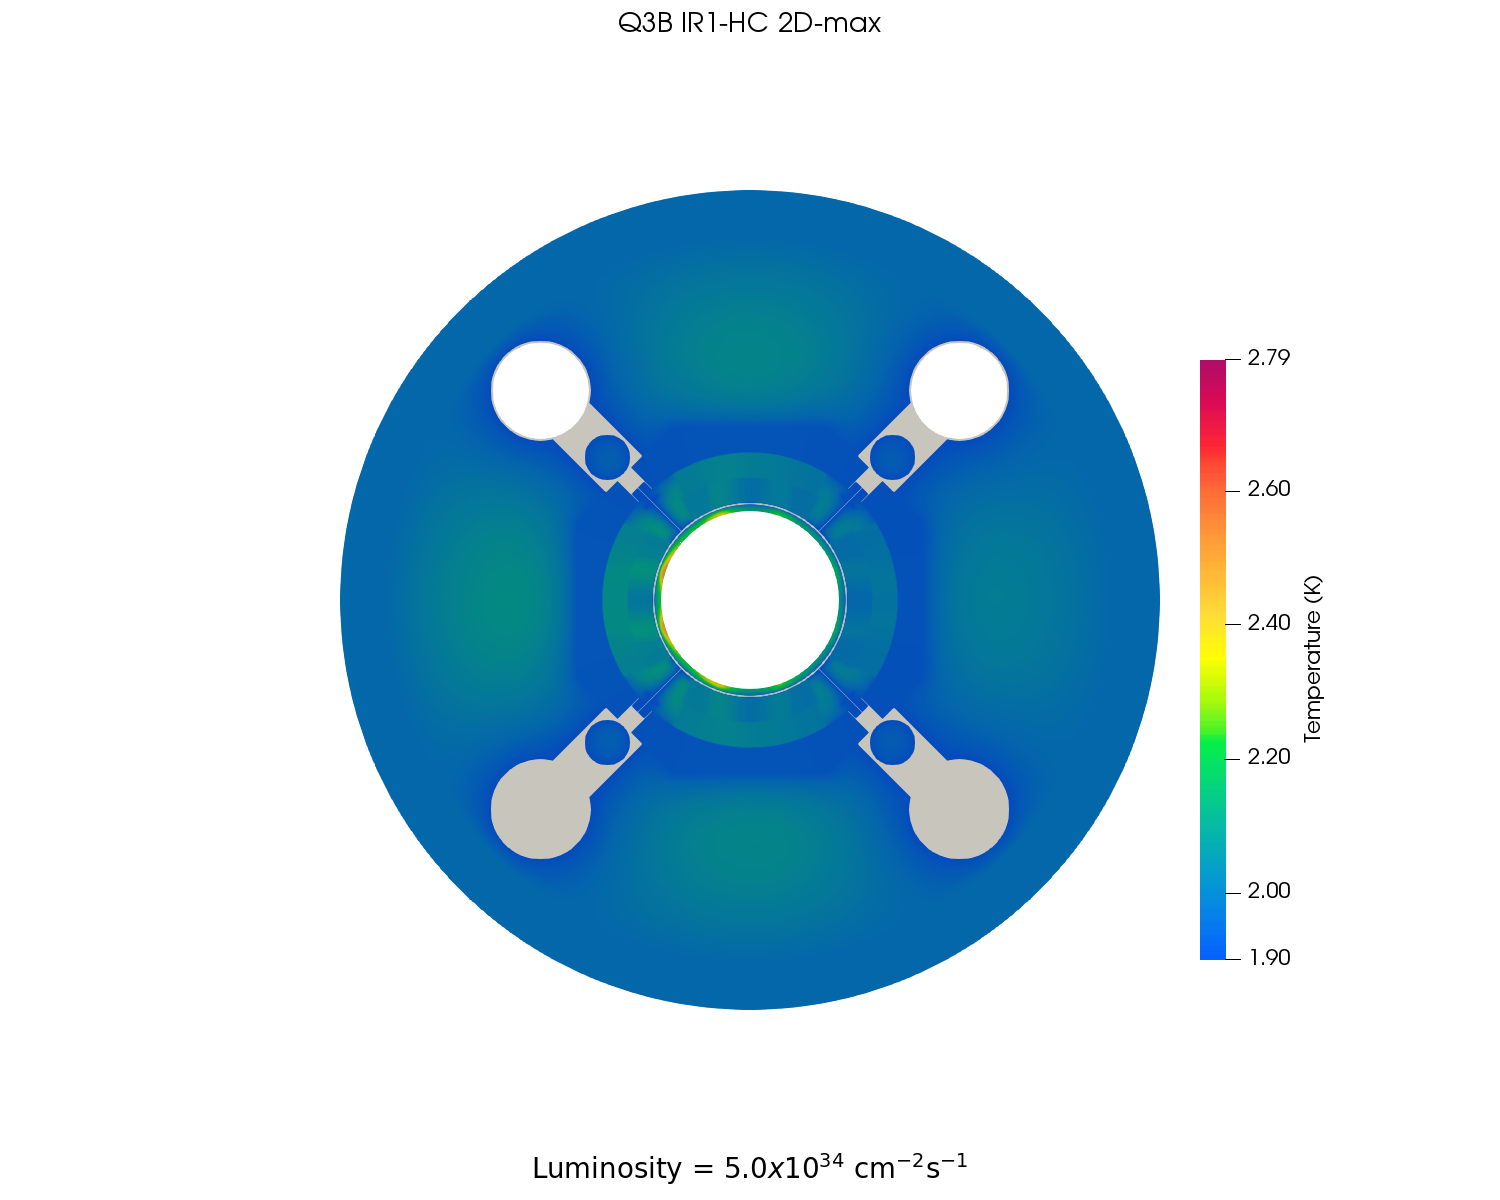 Q3B IR1-HC 2D-max
2.79
2.60
2.40
2.20
2.00
1.90
Temperature (K)
Luminosity = 5.0x10³⁴ cm⁻²s⁻¹